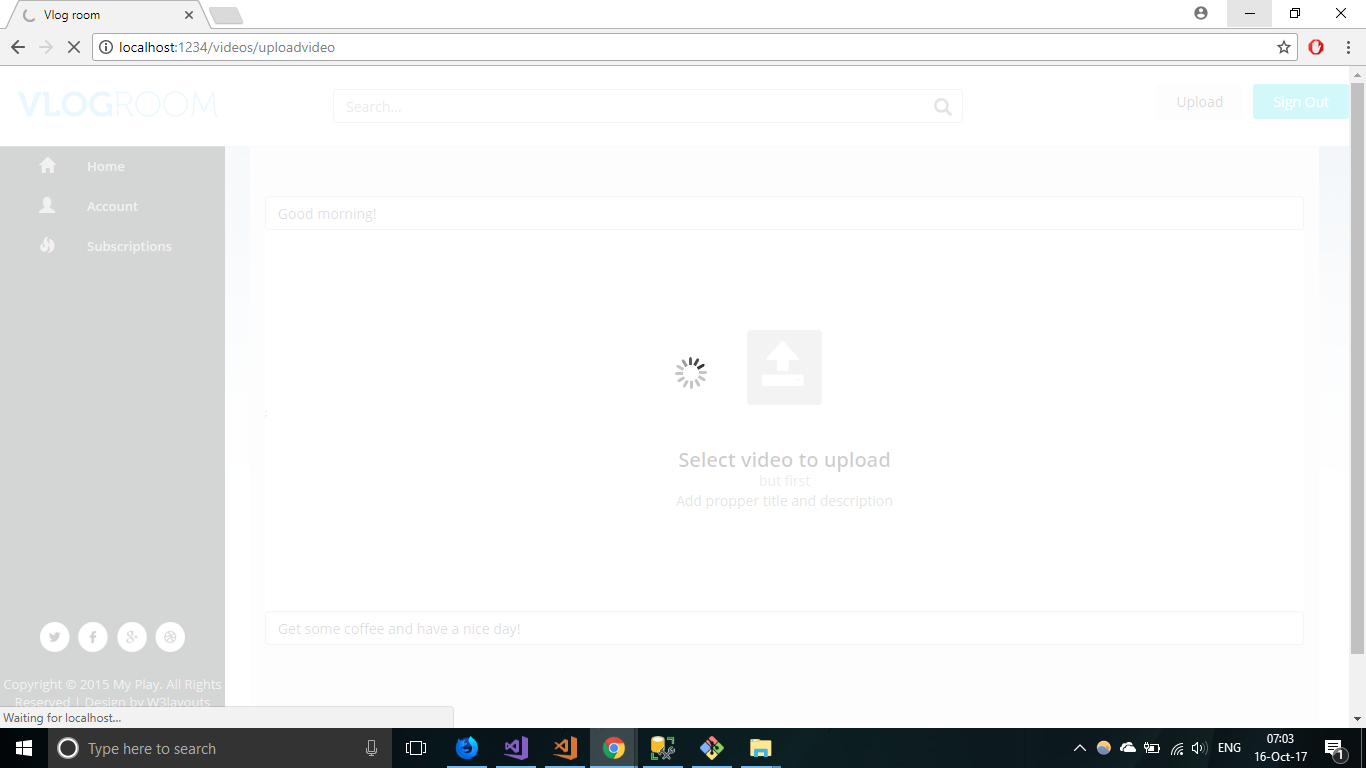 Vlog room
localhost:1234/videos/uploadvideo
VLOGROOM
Search...
Upload
Sign Out
Home
Account
Subscriptions
Good morning!
Select video to upload
but first
Add propper title and description
Get some coffee and have a nice day!
Copyright © 2015 My Play. All Rights
Reserved | Design by W3layouts
Waiting for localhost...
Type here to search
ENG
07:03
16-Oct-17
1